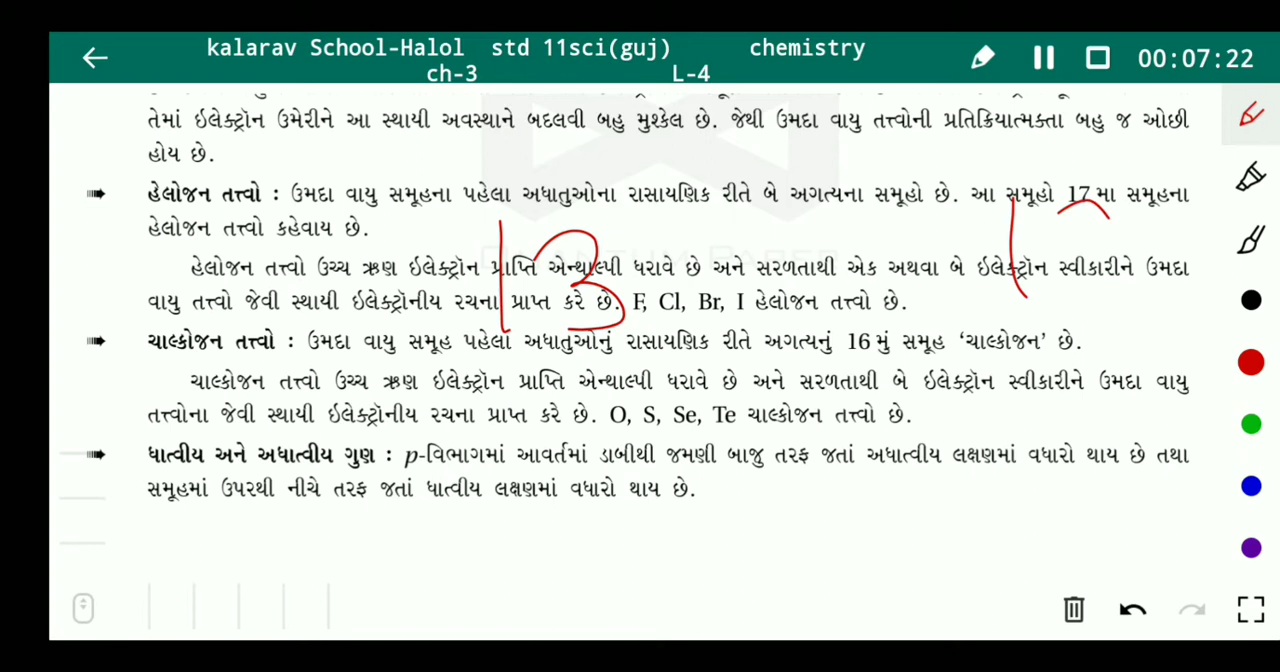 kalarav School-Halol std 11sci(guj) chemistry
ch-3 L-4
00:07:22
તેમાં ઇલેક્ટ્રૉન ઉમેરીને આ સ્થાયી અવસ્થાને બદલવી બહુ મુશ્કેલ છે. જેથી ઉમદા વાયુ તત્ત્વોની પ્રતિક્રિયાત્મક્તા બહુ જ ઓછી
હોય છે.
હેલોજન તત્ત્વો : ઉમદા વાયુ સમૂહના પહેલા અધાતુઓના રાસાયણિક રીતે બે અગત્યના સમૂહો છે. આ સમૂહો 17મા સમૂહના
હેલોજન તત્ત્વો કહેવાય છે.
હેલોજન તત્ત્વો ઉચ્ચ ઋણ ઇલેક્ટ્રૉન પ્રાપ્તિ એન્થાલ્પી ધરાવે છે અને સરળતાથી એક અથવા બે ઇલેક્ટ્રૉન સ્વીકારીને ઉમદા
વાયુ તત્ત્વો જેવી સ્થાયી ઇલેક્ટ્રૉનીય રચના પ્રાપ્ત કરે છે. F, Cl, Br, I હેલોજન તત્ત્વો છે.
13
ચાલ્કોજન તત્ત્વો : ઉમદા વાયુ સમૂહ પહેલાં અધાતુઓનું રાસાયણિક રીતે અગત્યનું 16 મું સમૂહ ‘ચાલ્કોજન’ છે.
ચાલ્કોજન તત્ત્વો ઉચ્ચ ઋણ ઇલેક્ટ્રૉન પ્રાપ્તિ એન્થાલ્પી ધરાવે છે અને સરળતાથી બે ઇલેક્ટ્રૉન સ્વીકારીને ઉમદા વાયુ
તત્ત્વોના જેવી સ્થાયી ઇલેક્ટ્રૉનીય રચના પ્રાપ્ત કરે છે. O, S, Se, Te ચાલ્કોજન તત્ત્વો છે.
ધાત્વીય અને અધાત્વીય ગુણ : p-વિભાગમાં આવર્તમાં ડાબીથી જમણી બાજુ તરફ જતાં અધાત્વીય લક્ષણમાં વધારો થાય છે તથા
સમૂહમાં ઉપરથી નીચે તરફ જતાં ધાત્વીય લક્ષણમાં વધારો થાય છે.